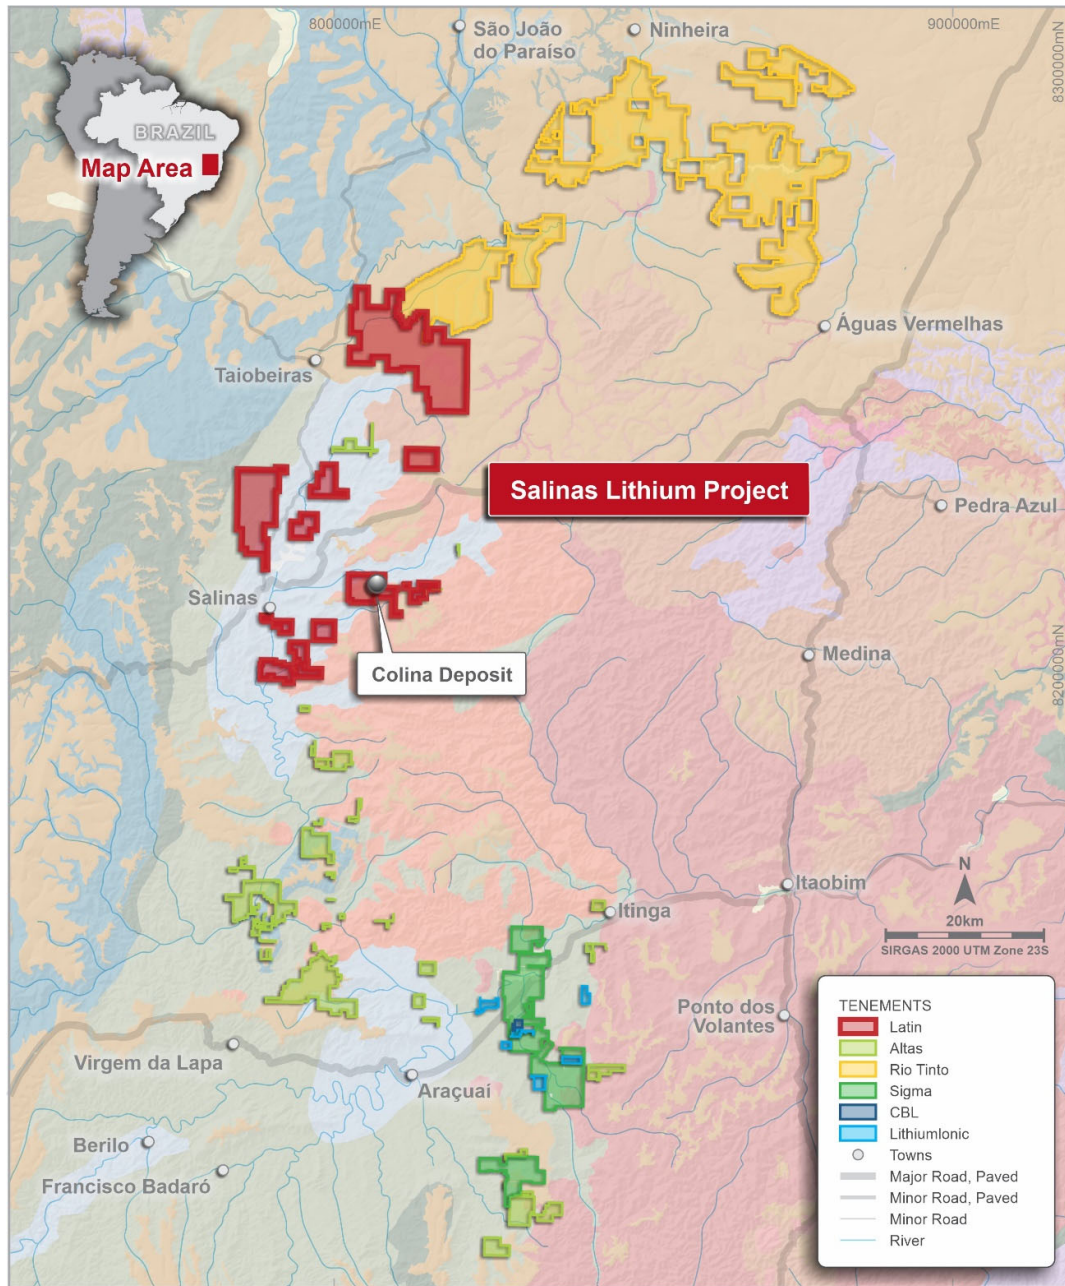 800000mE
900000mE
8300000mN
São João
do Paraíso
Ninheira
BRAZIL
Map Area
Águas Vermelhas
Taiobeiras
Salinas Lithium Project
Pedra Azul
Salinas
Medina
8200000mN
Colina Deposit
Itaobim
Itinga
N
20km
SIRGAS 2000 UTM Zone 23S
Ponto dos
Volantes
Virgem da Lapa
Araçuaí
Berilo
Francisco Badaró
TENEMENTS
Latin
Altas
Rio Tinto
Sigma
CBL
LithiumIonic
Towns
Major Road, Paved
Minor Road, Paved
Minor Road
River